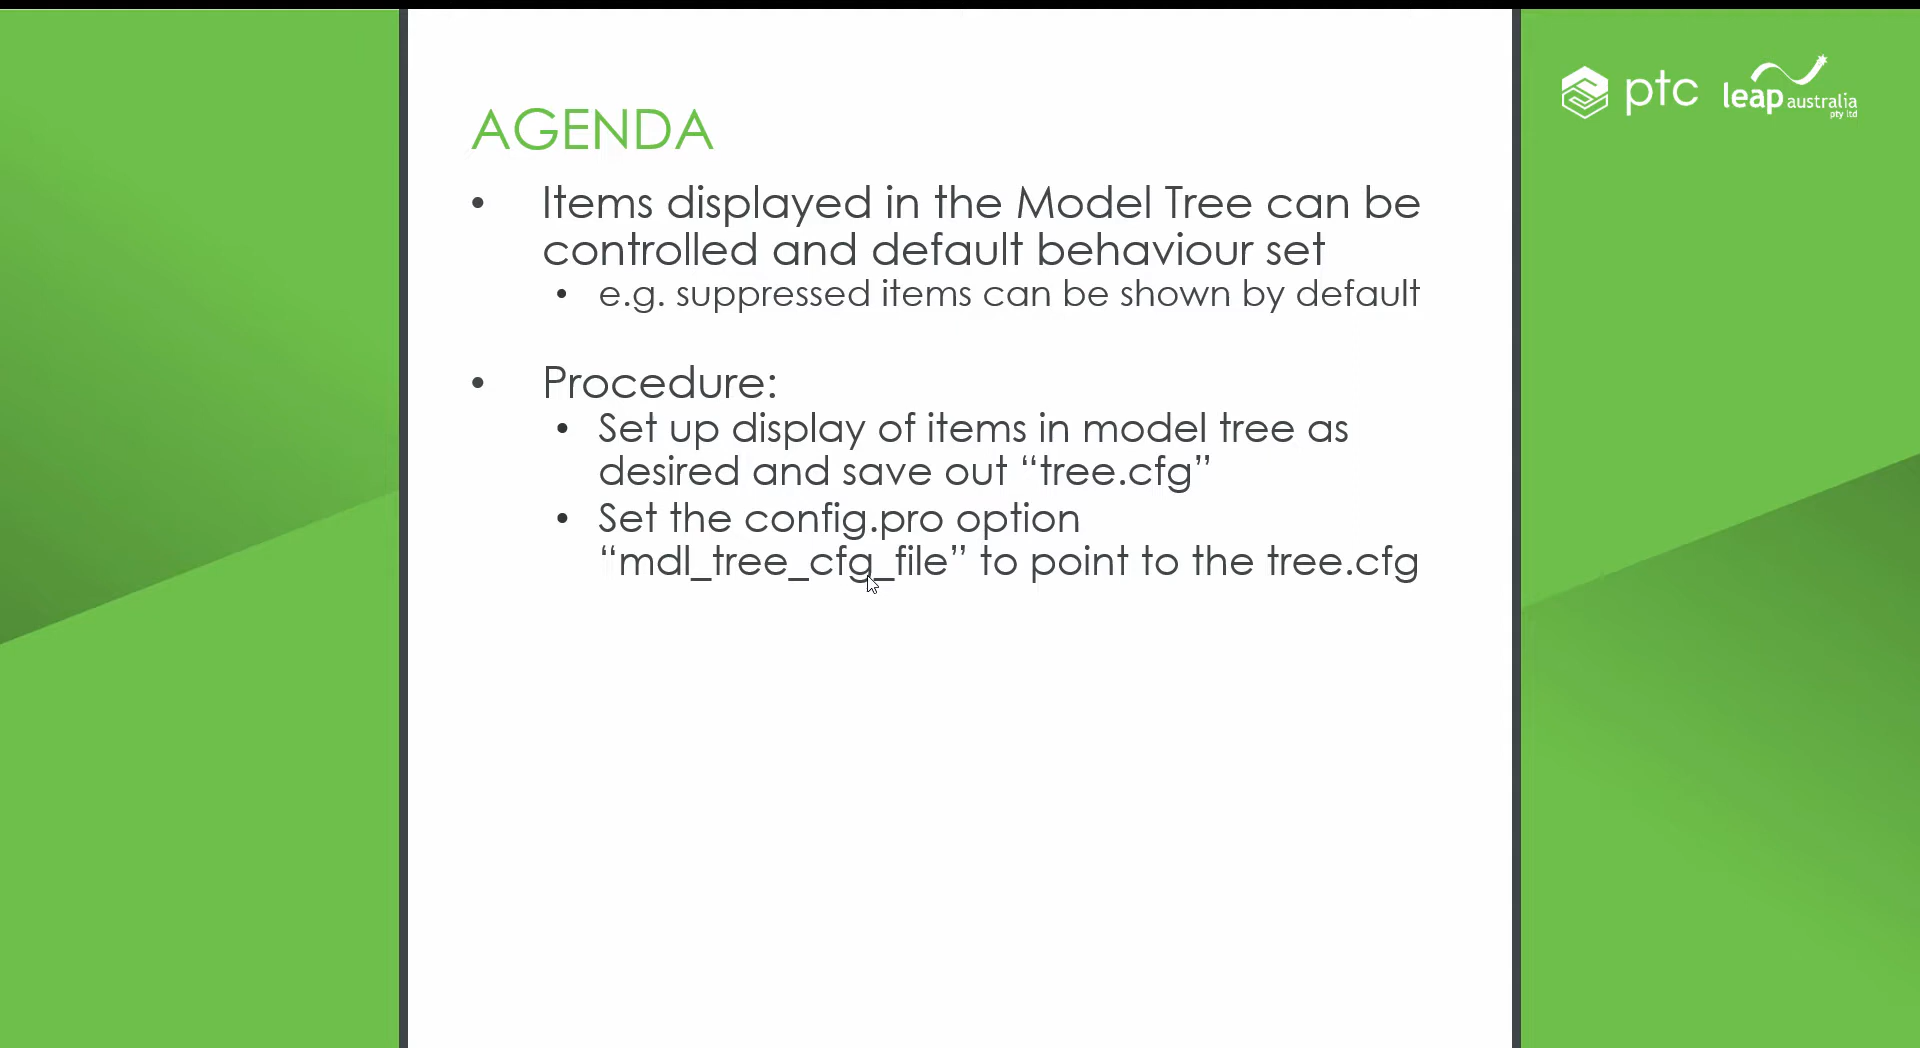 ptc leap australia
pty ltd
AGENDA
• Items displayed in the Model Tree can be
controlled and default behaviour set
• e.g. suppressed items can be shown by default
• Procedure:
• Set up display of items in model tree as
desired and save out “tree.cfg”
• Set the config.pro option
“mdl_tree_cfg_file” to point to the tree.cfg